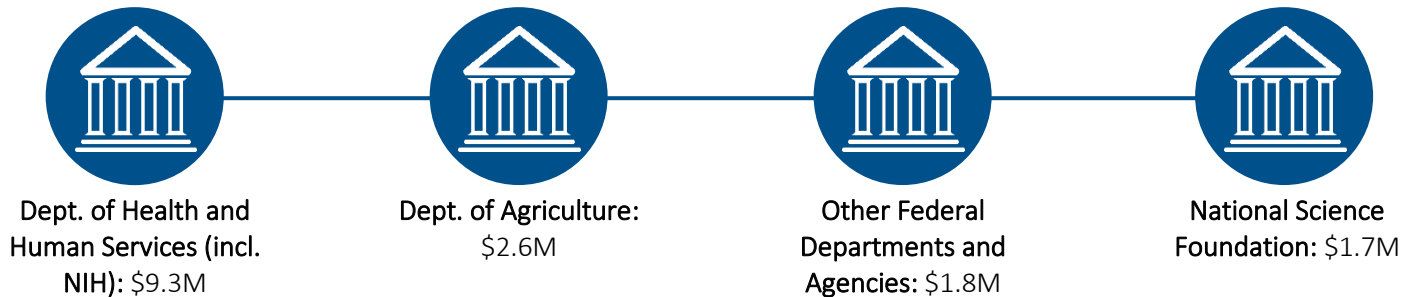 Dept. of Health and
Human Services (incl.
NIH): $9.3M
Dept. of Agriculture:
$2.6M
Other Federal
Departments and
Agencies: $1.8M
National Science
Foundation: $1.7M